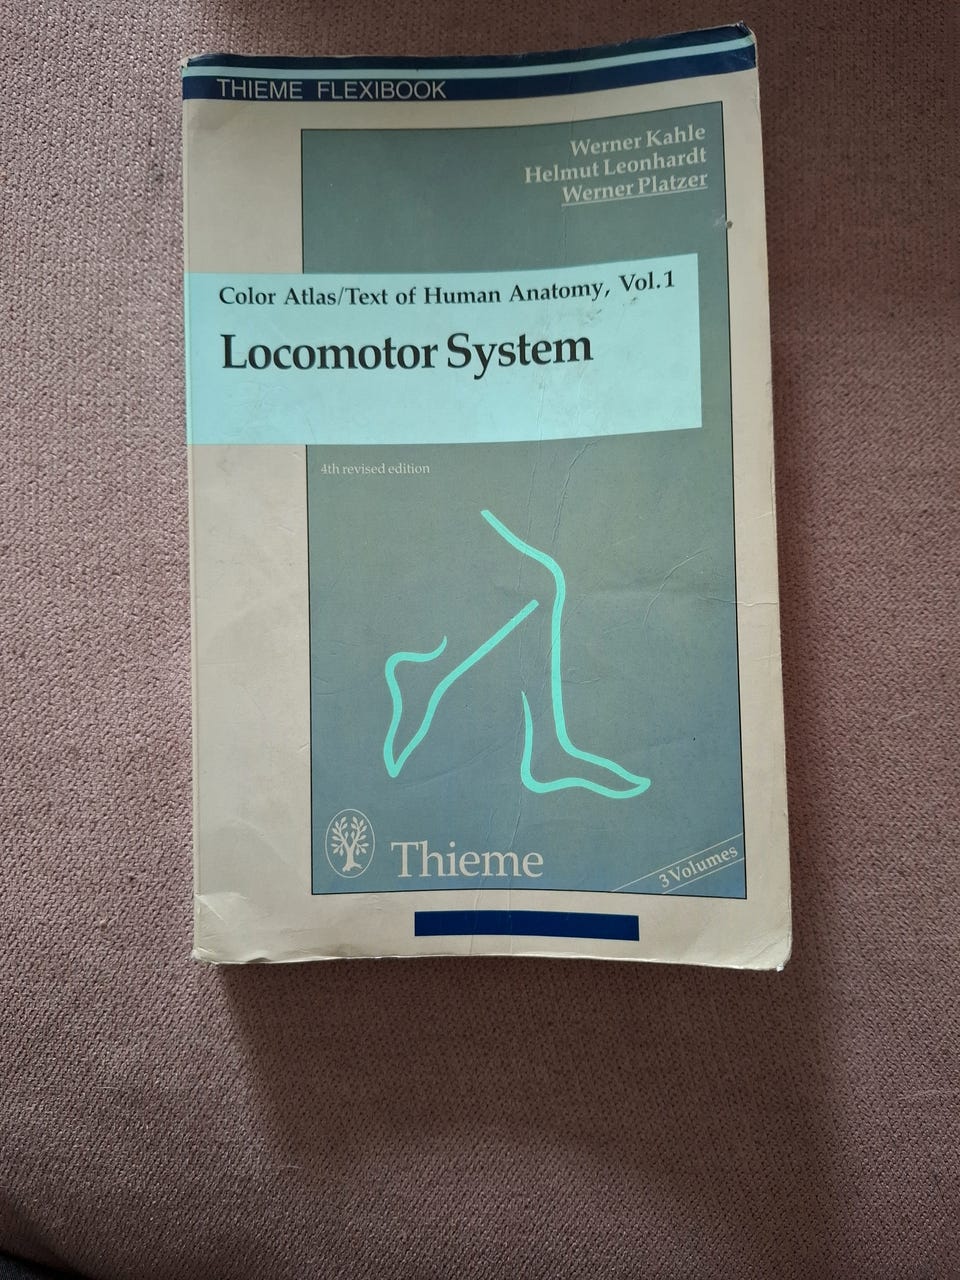 THIEME FLEXIBOOK
Werner Kahle
Helmut Leonhardt
Werner Platzer
Color Atlas/Text of Human Anatomy, Vol.1
Locomotor System
4th revised edition
Thieme
3 Volumes